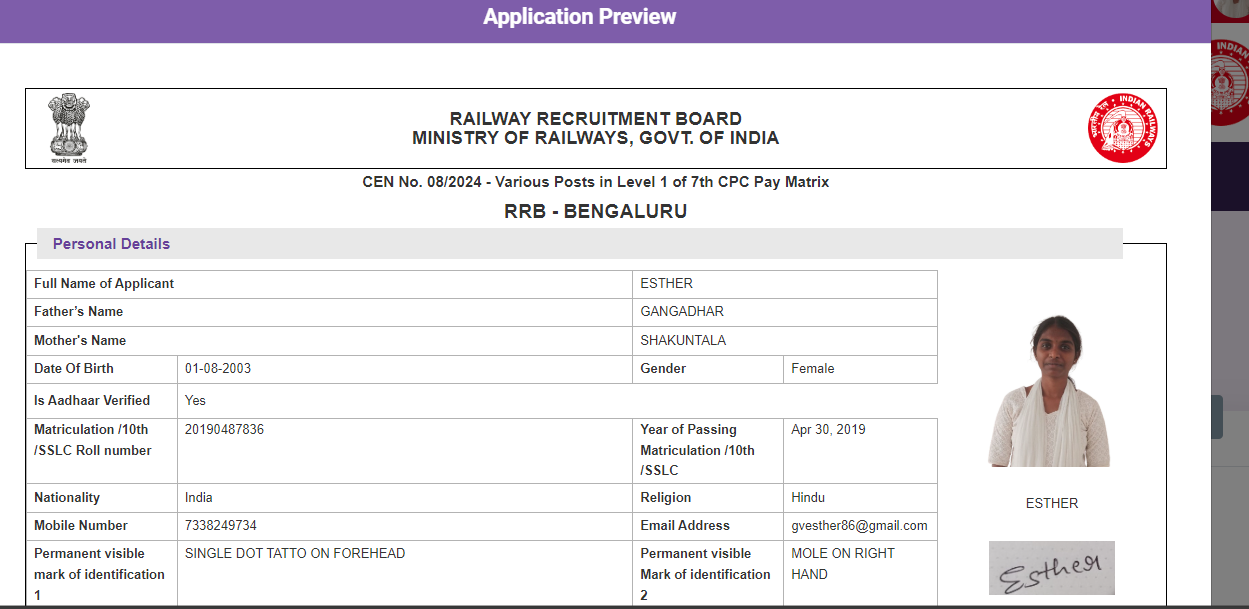 Application Preview
RAILWAY RECRUITMENT BOARD
MINISTRY OF RAILWAYS, GOVT. OF INDIA
सत्यमेव जयते
भारतीय रेल INDIAN RAILWAYS
INDIAN
CEN No. 08/2024 - Various Posts in Level 1 of 7th CPC Pay Matrix
RRB - BENGALURU
Personal Details
Full Name of Applicant ESTHER
Father's Name GANGADHAR
Mother's Name SHAKUNTALA
Date Of Birth 01-08-2003 Gender Female
Is Aadhaar Verified Yes
Matriculation /10th 20190487836 Year of Passing Apr 30, 2019
/SSLC Roll number Matriculation /10th
/SSLC
Nationality India Religion Hindu
ESTHER
Mobile Number 7338249734 Email Address gvesther86@gmail.com
Permanent visible SINGLE DOT TATTO ON FOREHEAD Permanent visible MOLE ON RIGHT
mark of identification Mark of identification HAND
1 2
Esther